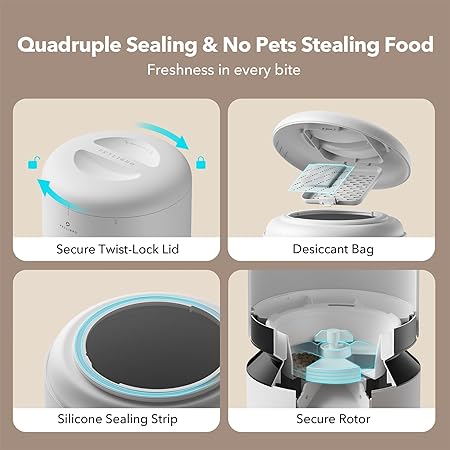 Quadruple Sealing & No Pets Stealing Food
Freshness in every bite
Secure Twist-Lock Lid
Desiccant Bag
Silicone Sealing Strip
Secure Rotor